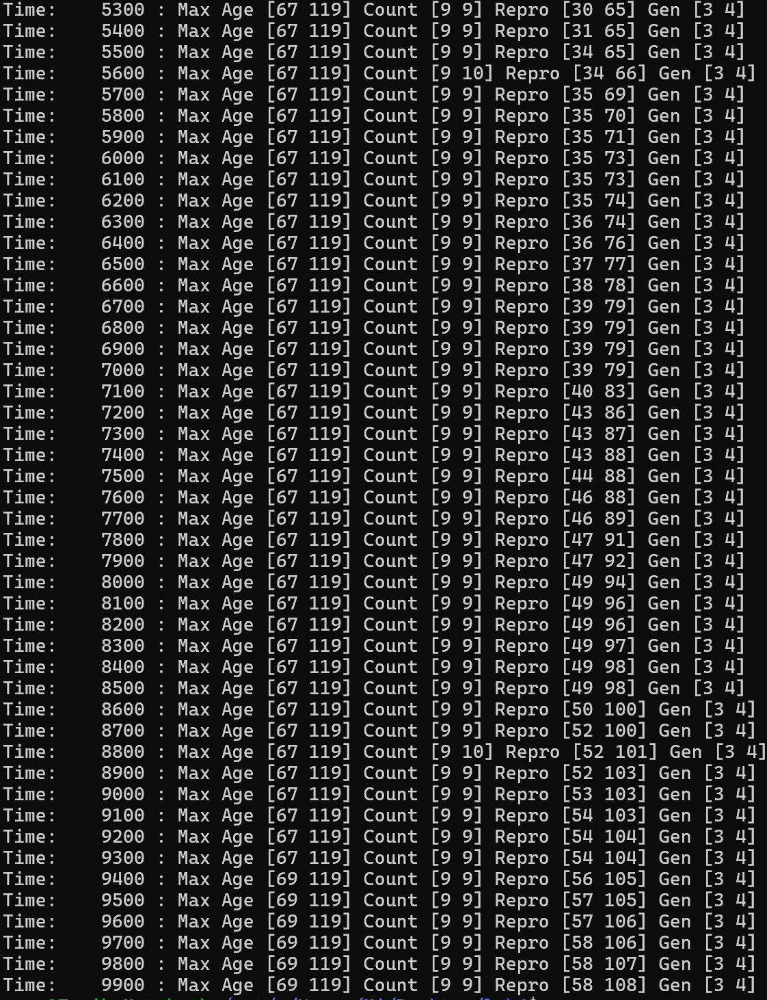 Time:    5300 : Max Age [67 119] Count [9 9] Repro [30 65] Gen [3 4]
Time:    5400 : Max Age [67 119] Count [9 9] Repro [31 65] Gen [3 4]
Time:    5500 : Max Age [67 119] Count [9 9] Repro [34 65] Gen [3 4]
Time:    5600 : Max Age [67 119] Count [9 10] Repro [34 66] Gen [3 4]
Time:    5700 : Max Age [67 119] Count [9 9] Repro [35 69] Gen [3 4]
Time:    5800 : Max Age [67 119] Count [9 9] Repro [35 70] Gen [3 4]
Time:    5900 : Max Age [67 119] Count [9 9] Repro [35 71] Gen [3 4]
Time:    6000 : Max Age [67 119] Count [9 9] Repro [35 73] Gen [3 4]
Time:    6100 : Max Age [67 119] Count [9 9] Repro [35 73] Gen [3 4]
Time:    6200 : Max Age [67 119] Count [9 9] Repro [35 74] Gen [3 4]
Time:    6300 : Max Age [67 119] Count [9 9] Repro [36 74] Gen [3 4]
Time:    6400 : Max Age [67 119] Count [9 9] Repro [36 76] Gen [3 4]
Time:    6500 : Max Age [67 119] Count [9 9] Repro [37 77] Gen [3 4]
Time:    6600 : Max Age [67 119] Count [9 9] Repro [38 78] Gen [3 4]
Time:    6700 : Max Age [67 119] Count [9 9] Repro [39 79] Gen [3 4]
Time:    6800 : Max Age [67 119] Count [9 9] Repro [39 79] Gen [3 4]
Time:    6900 : Max Age [67 119] Count [9 9] Repro [39 79] Gen [3 4]
Time:    7000 : Max Age [67 119] Count [9 9] Repro [39 79] Gen [3 4]
Time:    7100 : Max Age [67 119] Count [9 9] Repro [40 83] Gen [3 4]
Time:    7200 : Max Age [67 119] Count [9 9] Repro [43 86] Gen [3 4]
Time:    7300 : Max Age [67 119] Count [9 9] Repro [43 87] Gen [3 4]
Time:    7400 : Max Age [67 119] Count [9 9] Repro [43 88] Gen [3 4]
Time:    7500 : Max Age [67 119] Count [9 9] Repro [44 88] Gen [3 4]
Time:    7600 : Max Age [67 119] Count [9 9] Repro [46 88] Gen [3 4]
Time:    7700 : Max Age [67 119] Count [9 9] Repro [46 89] Gen [3 4]
Time:    7800 : Max Age [67 119] Count [9 9] Repro [47 91] Gen [3 4]
Time:    7900 : Max Age [67 119] Count [9 9] Repro [47 92] Gen [3 4]
Time:    8000 : Max Age [67 119] Count [9 9] Repro [49 94] Gen [3 4]
Time:    8100 : Max Age [67 119] Count [9 9] Repro [49 96] Gen [3 4]
Time:    8200 : Max Age [67 119] Count [9 9] Repro [49 96] Gen [3 4]
Time:    8300 : Max Age [67 119] Count [9 9] Repro [49 97] Gen [3 4]
Time:    8400 : Max Age [67 119] Count [9 9] Repro [49 98] Gen [3 4]
Time:    8500 : Max Age [67 119] Count [9 9] Repro [49 98] Gen [3 4]
Time:    8600 : Max Age [67 119] Count [9 9] Repro [50 100] Gen [3 4]
Time:    8700 : Max Age [67 119] Count [9 9] Repro [52 100] Gen [3 4]
Time:    8800 : Max Age [67 119] Count [9 10] Repro [52 101] Gen [3 4]
Time:    8900 : Max Age [67 119] Count [9 9] Repro [52 103] Gen [3 4]
Time:    9000 : Max Age [67 119] Count [9 9] Repro [53 103] Gen [3 4]
Time:    9100 : Max Age [67 119] Count [9 9] Repro [54 103] Gen [3 4]
Time:    9200 : Max Age [67 119] Count [9 9] Repro [54 104] Gen [3 4]
Time:    9300 : Max Age [67 119] Count [9 9] Repro [54 104] Gen [3 4]
Time:    9400 : Max Age [69 119] Count [9 9] Repro [56 105] Gen [3 4]
Time:    9500 : Max Age [69 119] Count [9 9] Repro [57 105] Gen [3 4]
Time:    9600 : Max Age [69 119] Count [9 9] Repro [57 106] Gen [3 4]
Time:    9700 : Max Age [69 119] Count [9 9] Repro [58 106] Gen [3 4]
Time:    9800 : Max Age [69 119] Count [9 9] Repro [58 107] Gen [3 4]
Time:    9900 : Max Age [69 119] Count [9 9] Repro [58 108] Gen [3 4]